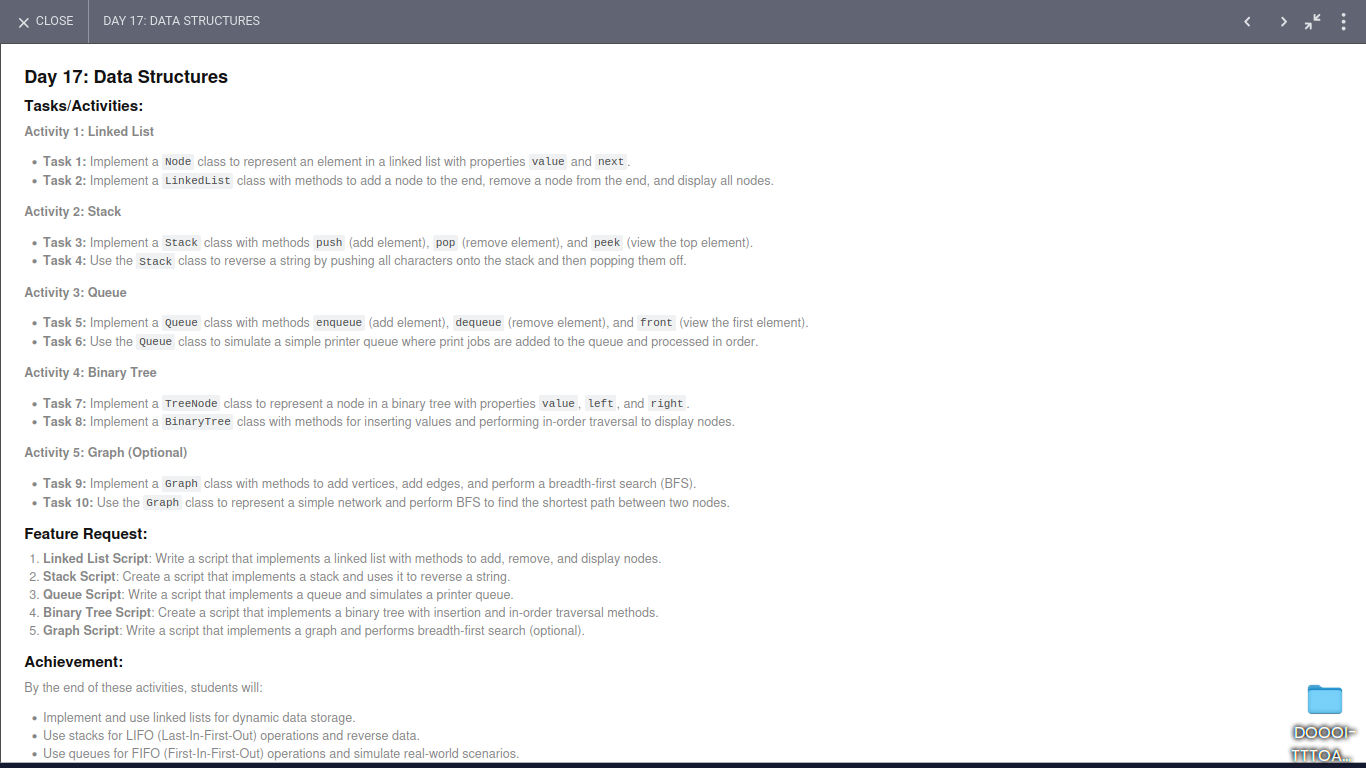 CLOSE
DAY 17: DATA STRUCTURES
Day 17: Data Structures
Tasks/Activities:
Activity 1: Linked List
• Task 1: Implement a Node class to represent an element in a linked list with properties value and next.
• Task 2: Implement a LinkedList class with methods to add a node to the end, remove a node from the end, and display all nodes.
Activity 2: Stack
• Task 3: Implement a Stack class with methods push (add element), pop (remove element), and peek (view the top element).
• Task 4: Use the Stack class to reverse a string by pushing all characters onto the stack and then popping them off.
Activity 3: Queue
• Task 5: Implement a Queue class with methods enqueue (add element), dequeue (remove element), and front (view the first element).
• Task 6: Use the Queue class to simulate a simple printer queue where print jobs are added to the queue and processed in order.
Activity 4: Binary Tree
• Task 7: Implement a TreeNode class to represent a node in a binary tree with properties value, left, and right.
• Task 8: Implement a BinaryTree class with methods for inserting values and performing in-order traversal to display nodes.
Activity 5: Graph (Optional)
• Task 9: Implement a Graph class with methods to add vertices, add edges, and perform a breadth-first search (BFS).
• Task 10: Use the Graph class to represent a simple network and perform BFS to find the shortest path between two nodes.
Feature Request:
1. Linked List Script: Write a script that implements a linked list with methods to add, remove, and display nodes.
2. Stack Script: Create a script that implements a stack and uses it to reverse a string.
3. Queue Script: Write a script that implements a queue and simulates a printer queue.
4. Binary Tree Script: Create a script that implements a binary tree with insertion and in-order traversal methods.
5. Graph Script: Write a script that implements a graph and performs breadth-first search (optional).
Achievement:
By the end of these activities, students will:
• Implement and use linked lists for dynamic data storage.
• Use stacks for LIFO (Last-In-First-Out) operations and reverse data.
• Use queues for FIFO (First-In-First-Out) operations and simulate real-world scenarios.